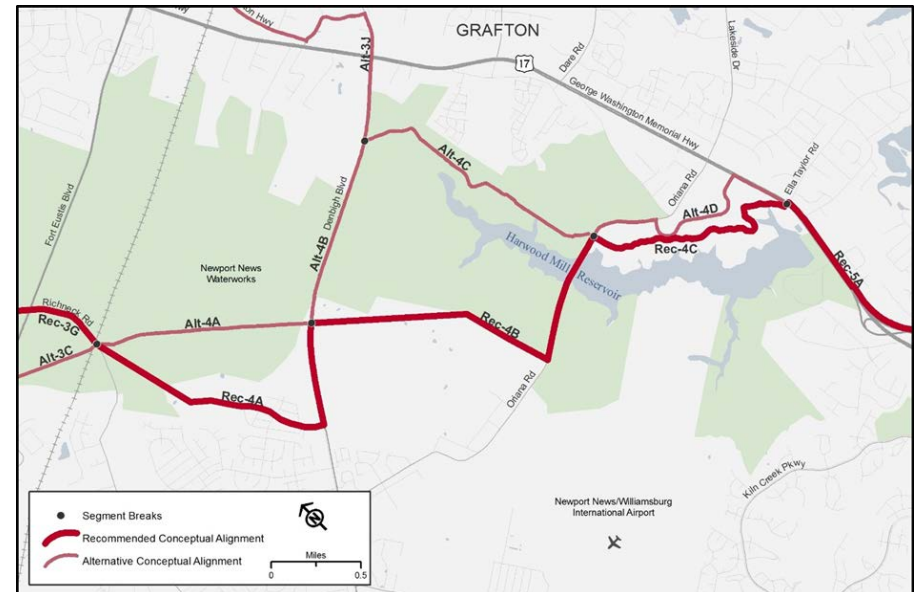 Hwy
on Hwy
GRAFTON
17
Alt-3J
Dare Rd
Lakeside Dr
George Washington Memorial Hwy
Fort Eustis Blvd
Alt-4C
Oriana Rd
Ella Taylor Rd
Denbigh Blvd
Alt-4B
Alt-4D
Rec-4C
Harwood Mill Reservoir
Rec-5A
Newport News
Waterworks
Richneck Rd
Rec-3G
Alt-4A
Alt-3C
Rec-4B
Rec-4A
Oriana Rd
Kiln Creek Pkwy
Newport News/Williamsburg
International Airport
Segment Breaks
Recommended Conceptual Alignment
Alternative Conceptual Alignment
N
Miles
0
0.5